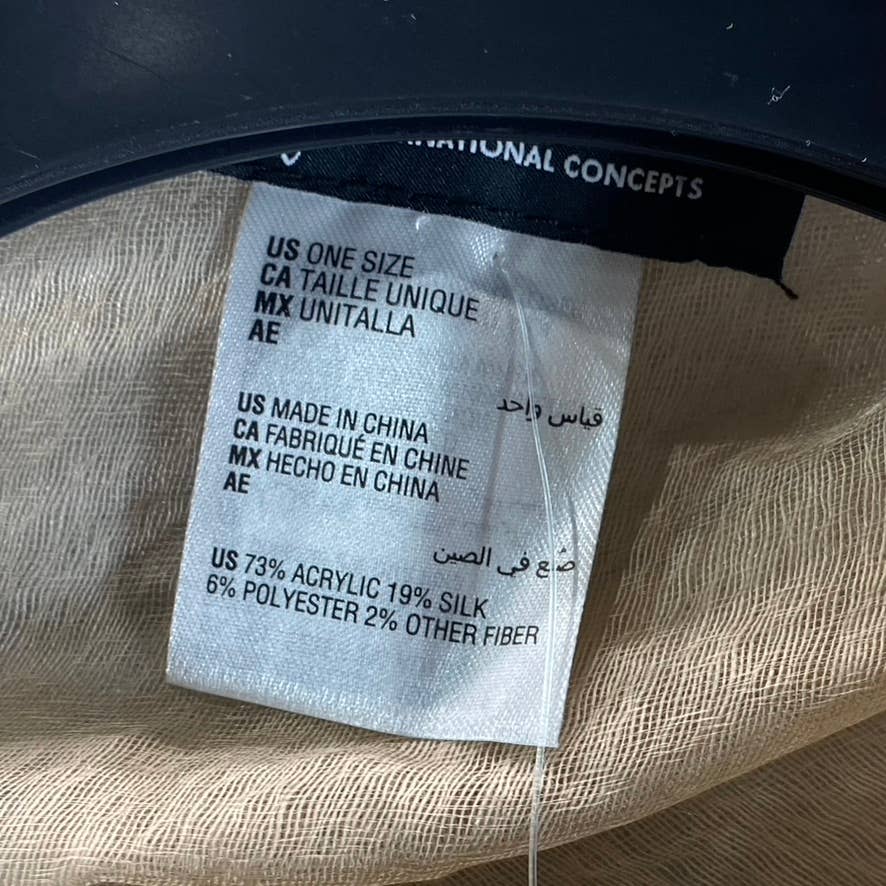 NATIONAL CONCEPTS
US ONE SIZE
CA TAILLE UNIQUE
MX UNITALLA
AE
قياس واحد
US MADE IN CHINA
CA FABRIQUÉ EN CHINE
MX HECHO EN CHINA
AE
صُنع في الصين
US 73% ACRYLIC 19% SILK
6% POLYESTER 2% OTHER FIBER